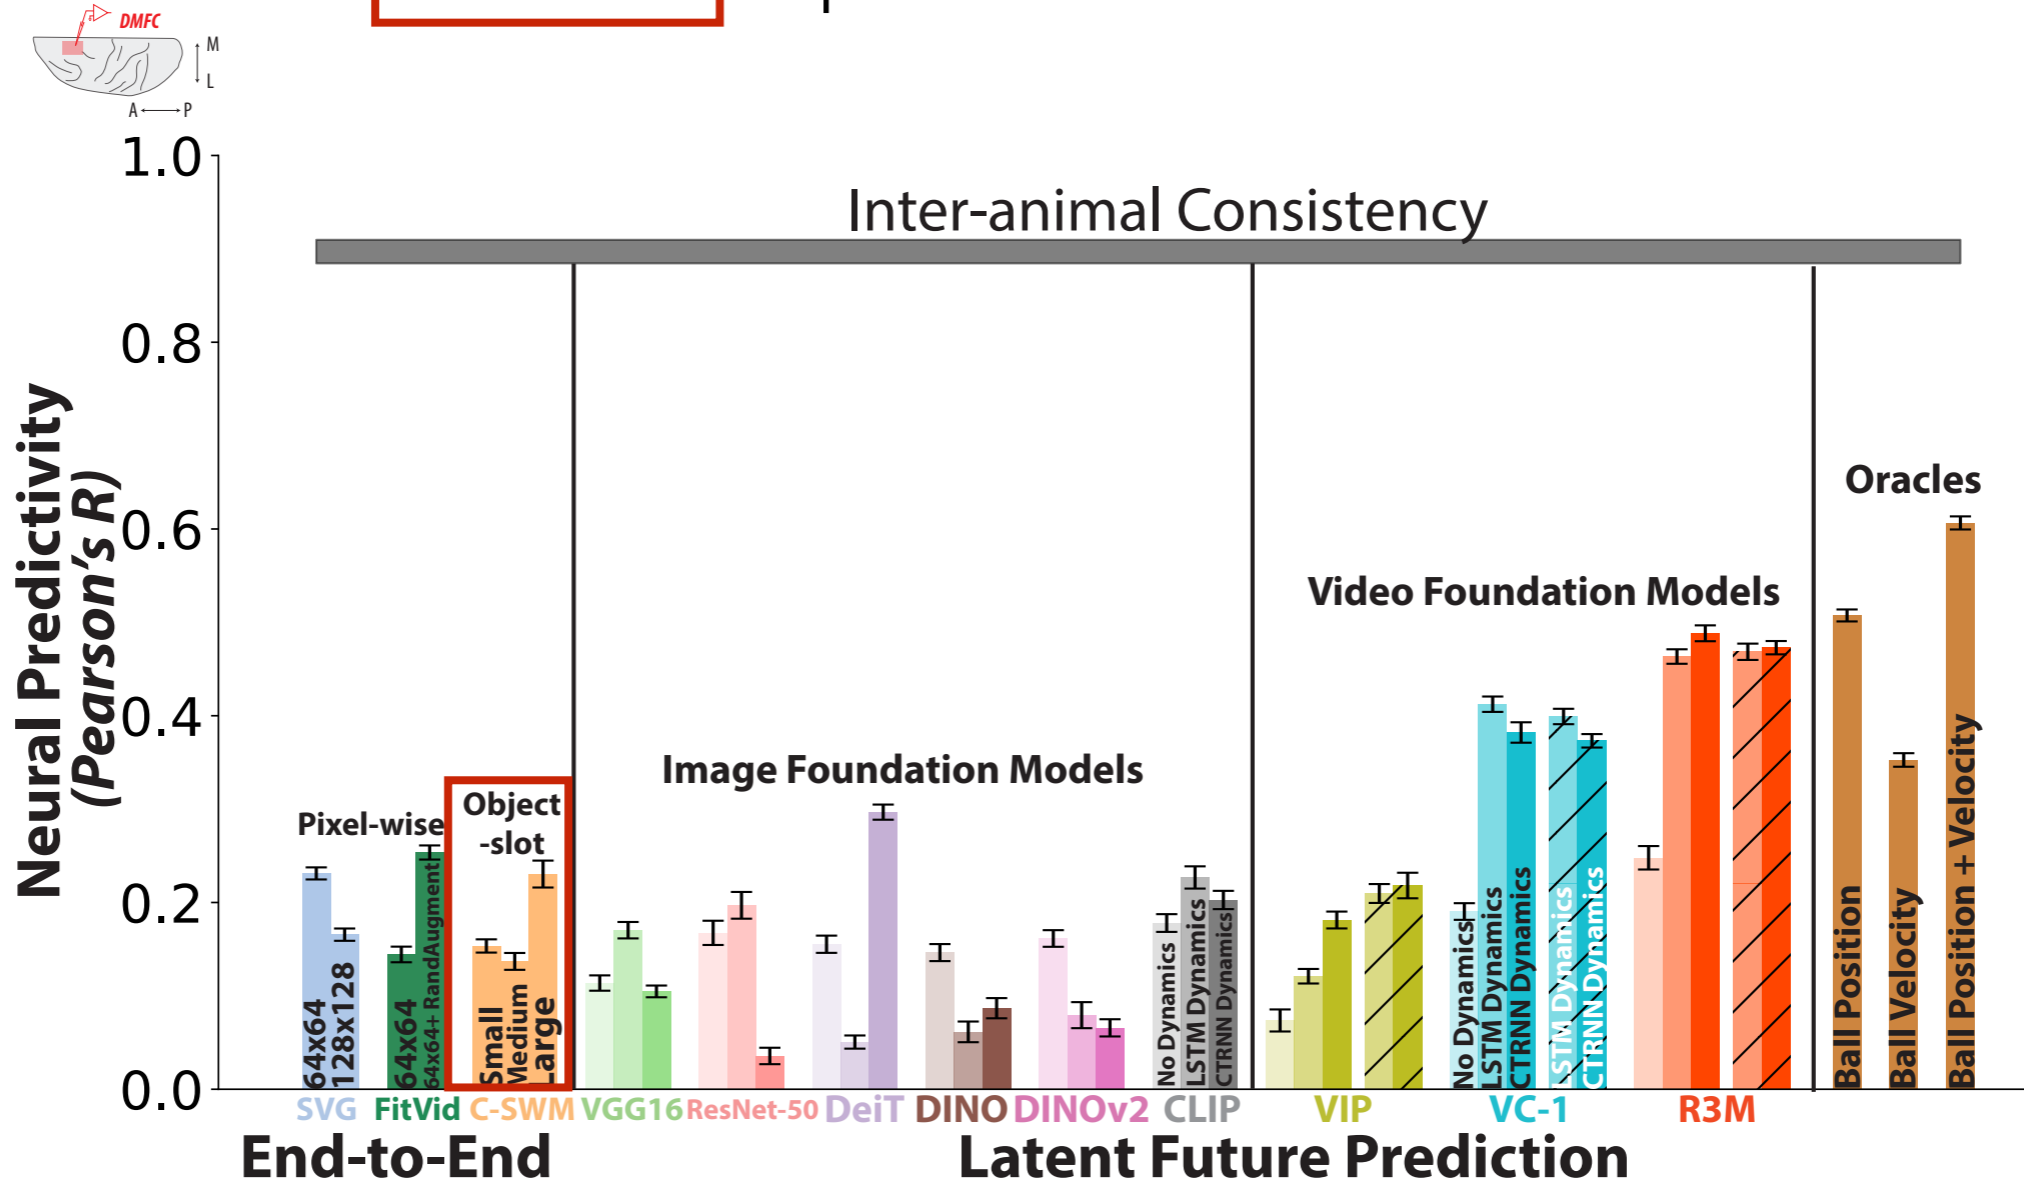 DMFC
M
L
A P
1.0
Inter-animal Consistency
0.8
Oracles
0.6
Video Foundation Models
0.4
Image Foundation Models
Object
-slot
Pixel-wise
0.2
0.0
Neural Predictivity
(Pearson's R)
64x64
128x128
64x64
64x64+ RandAugment
Small
Medium
Large
No Dynamics
LSTM Dynamics
CTRNN Dynamics
No Dynamics
LSTM Dynamics
CTRNN Dynamics
LSTM Dynamics
CTRNN Dynamics
Ball Position
Ball Velocity
Ball Position + Velocity
SVG FitVid C-SWM VGG16 ResNet-50 DeiT DINO DINOv2 CLIP VIP VC-1 R3M
End-to-End Latent Future Prediction